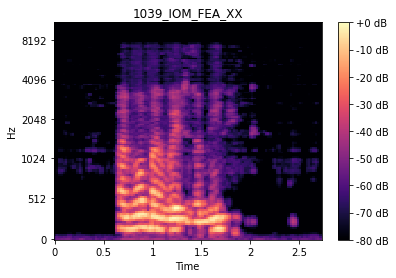 1039_IOM_FEA_XX
+0 dB
8192
-10 dB
4096
-20 dB
-30 dB
2048
Hz
-40 dB
1024
-50 dB
512
-60 dB
-70 dB
0
-80 dB
0 0.5 1 1.5 2 2.5
Time